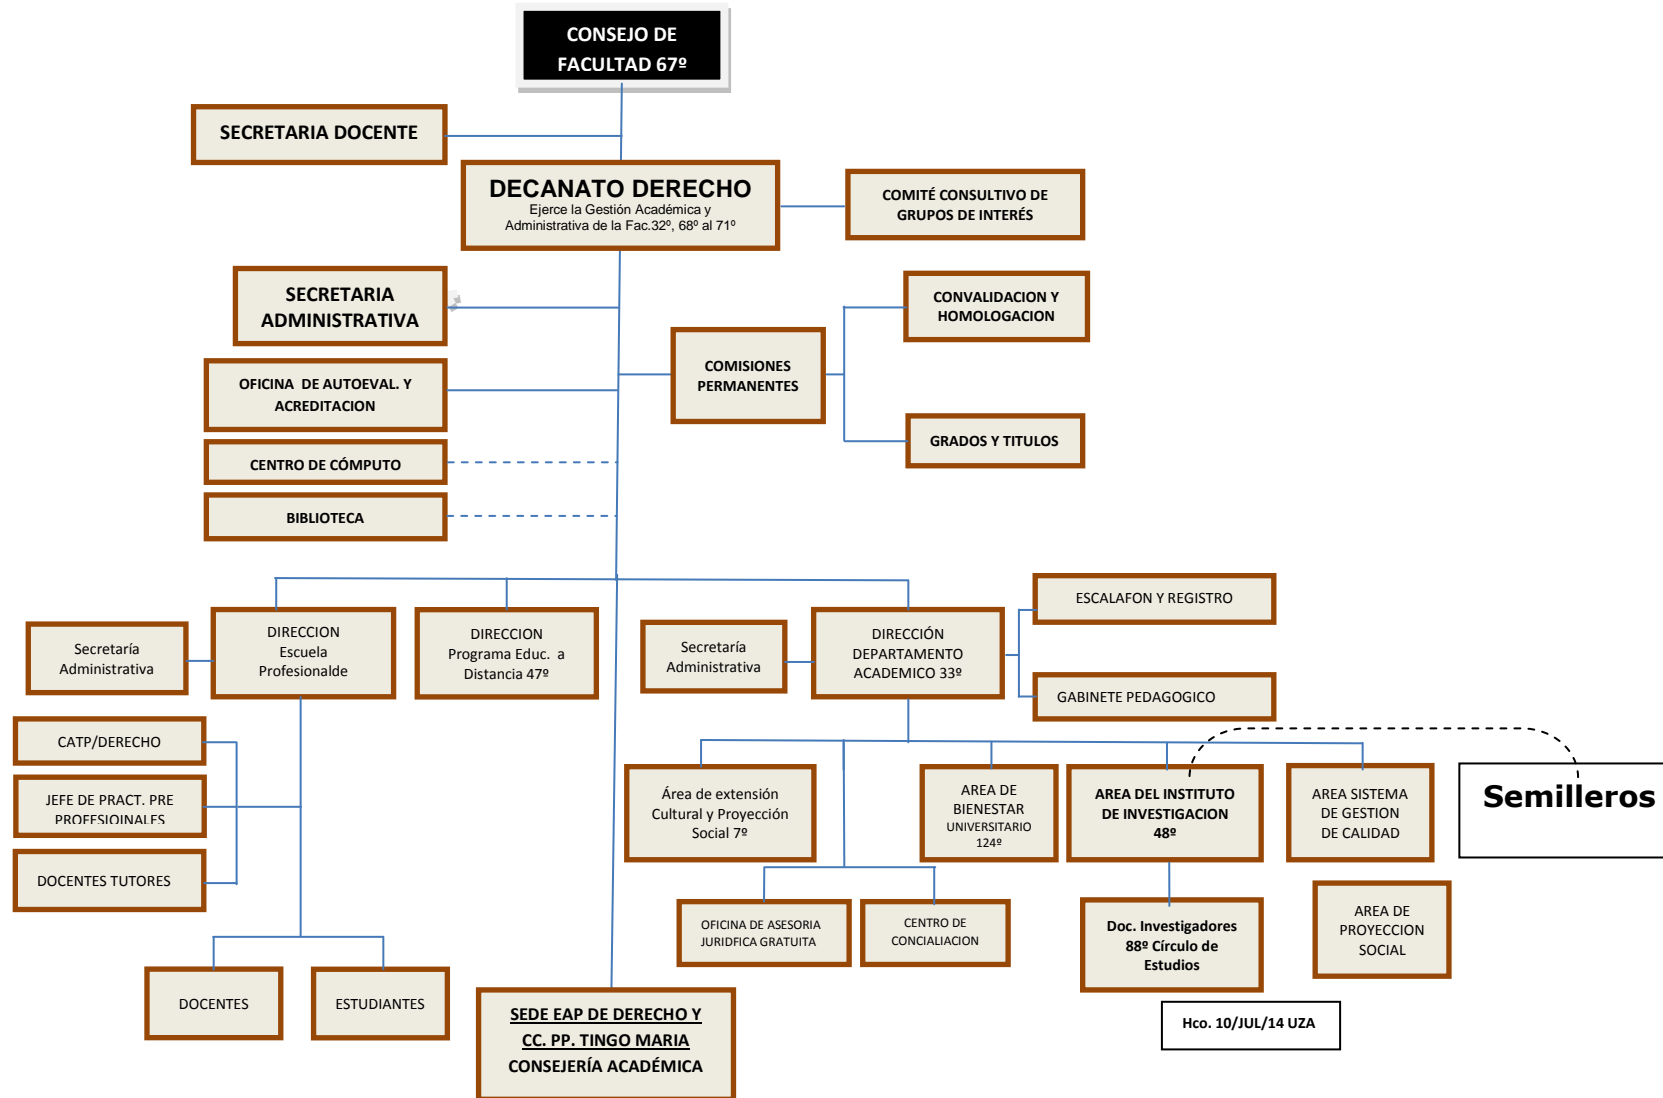 CONSEJO DE
FACULTAD 67º
SECRETARIA DOCENTE
DECANATO DERECHO
Ejerce la Gestión Académica y
Administrativa de la Fac.32º, 68º al 71º
COMITÉ CONSULTIVO DE
GRUPOS DE INTERÉS
SECRETARIA
ADMINISTRATIVA
CONVALIDACION Y
HOMOLOGACION
OFICINA DE AUTOEVAL. Y
ACREDITACION
COMISIONES
PERMANENTES
GRADOS Y TITULOS
CENTRO DE CÓMPUTO
BIBLIOTECA
ESCALAFON Y REGISTRO
Secretaría
Administrativa
DIRECCION
Escuela
Profesionalde
DIRECCION
Programa Educ. a
Distancia 47º
Secretaría
Administrativa
DIRECCIÓN
DEPARTAMENTO
ACADEMICO 33º
GABINETE PEDAGOGICO
CATP/DERECHO
JEFE DE PRACT. PRE
PROFESIOINALES
DOCENTES TUTORES
Área de extensión
Cultural y Proyección
Social 7º
AREA DE
BIENESTAR
UNIVERSITARIO
124º
AREA DEL INSTITUTO
DE INVESTIGACION
48º
AREA SISTEMA
DE GESTION
DE CALIDAD
Semilleros
OFICINA DE ASESORIA
JURIDFICA GRATUITA
CENTRO DE
CONCIALIACION
Doc. Investigadores
88º Círculo de
Estudios
AREA DE
PROYECCION
SOCIAL
DOCENTES
ESTUDIANTES
SEDE EAP DE DERECHO Y
CC. PP. TINGO MARIA
CONSEJERÍA ACADÉMICA
Hco. 10/JUL/14 UZA